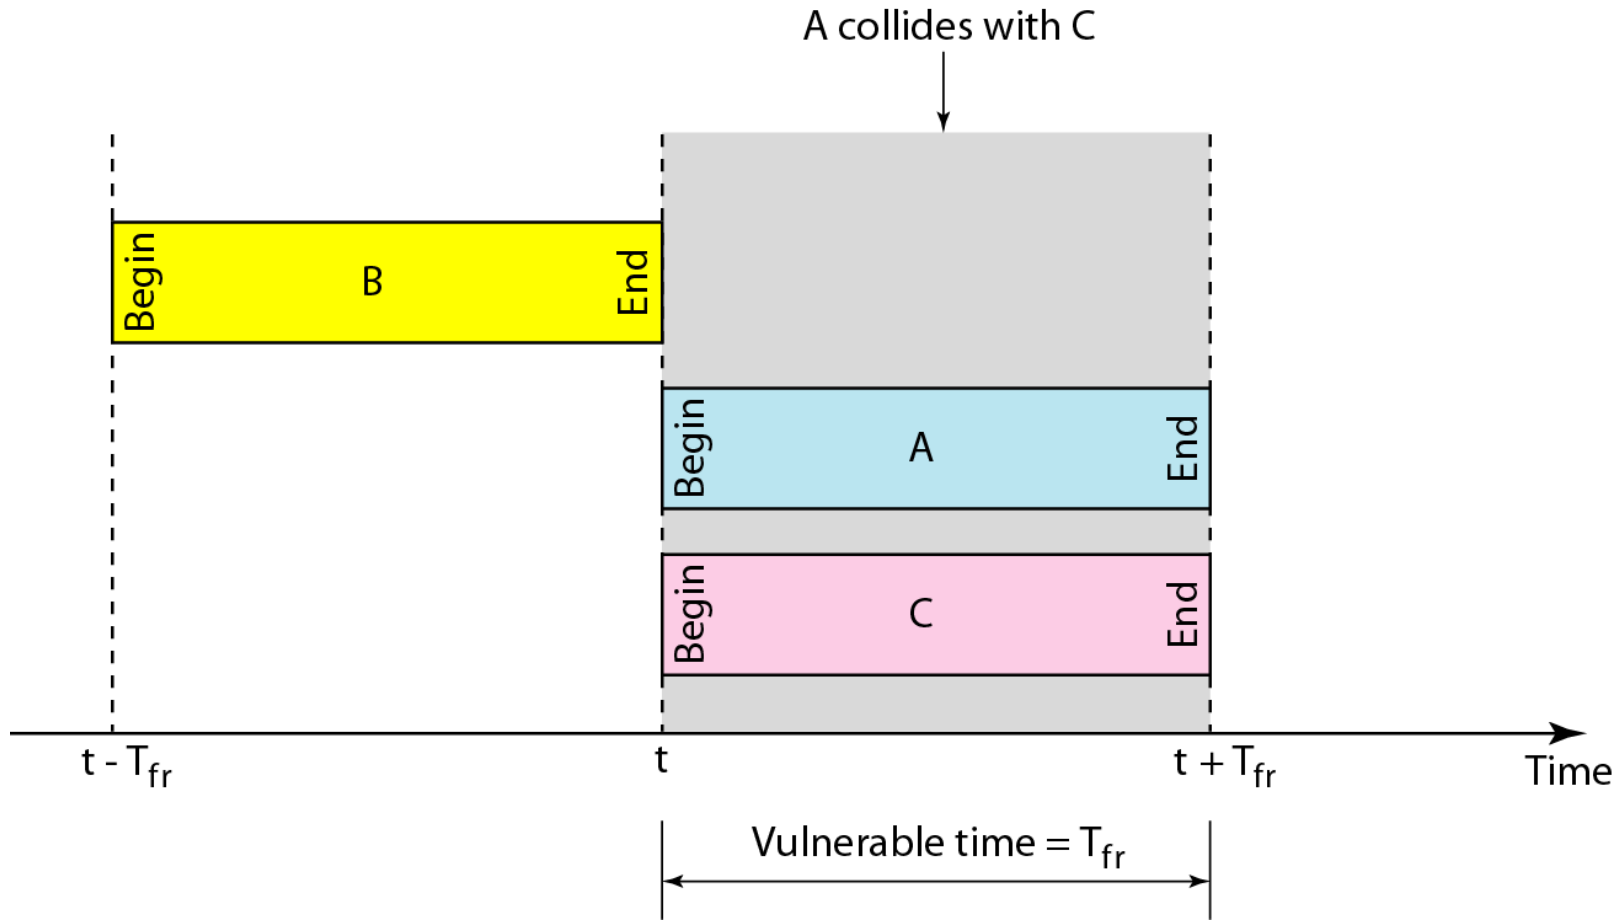 A collides with C
Begin B End
Begin A End
Begin C End
t - Tfr t t + Tfr
Time
Vulnerable time = Tfr